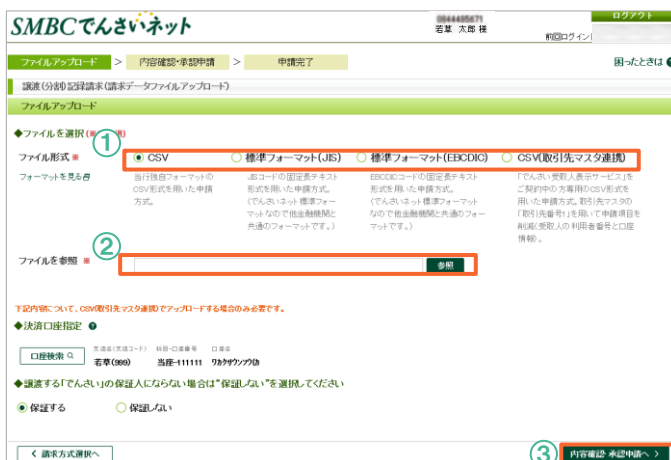 SMBCでんさいネット
0844485671
若草 太郎 様
ログアウト
前回ログイン
ファイルアップロード > 内容確認・承認申請 > 申請完了
困ったときは
譲渡(分割)記録請求(請求データファイルアップロード)
ファイルアップロード
◆ファイルを選択(※
①
ファイル形式 ※
CSV
標準フォーマット(JIS)
標準フォーマット(EBCDIC)
CSV(取引先マスタ連携)
フォーマットを見る
当行独自フォーマットの
CSV形式を用いた申請
方式。
JISコードの固定長テキスト
形式を用いた申請方式。
(でんさいネット標準フォー
マットなので他金融機関と
共通のフォーマットです。)
EBCDICコードの固定長テキスト
形式を用いた申請方式。
(でんさいネット標準フォーマット
なので他金融機関と共通のフォー
マットです。)
「でんさい受取人表示サービス」を
ご契約中の方専用のCSV形式を
用いた申請方式。取引先マスタの
「取引先番号」を用いて申請項目を
削減(受取人の利用者番号と口座
情報)。
②
ファイルを参照 ※
参照
下記内容について、CSV(取引先マスタ連携)でアップロードする場合のみ必要です。
◆決済口座指定
口座検索
支店名(支店コード) 科目-口座番号 口座名
若草(999) 当座-1111111 ワカクサウンソウ(カ
◆譲渡する「でんさい」の保証人にならない場合は"保証しない"を選択してください
保証する
保証しない
< 請求方式選択へ
③
内容確認・承認申請へ >